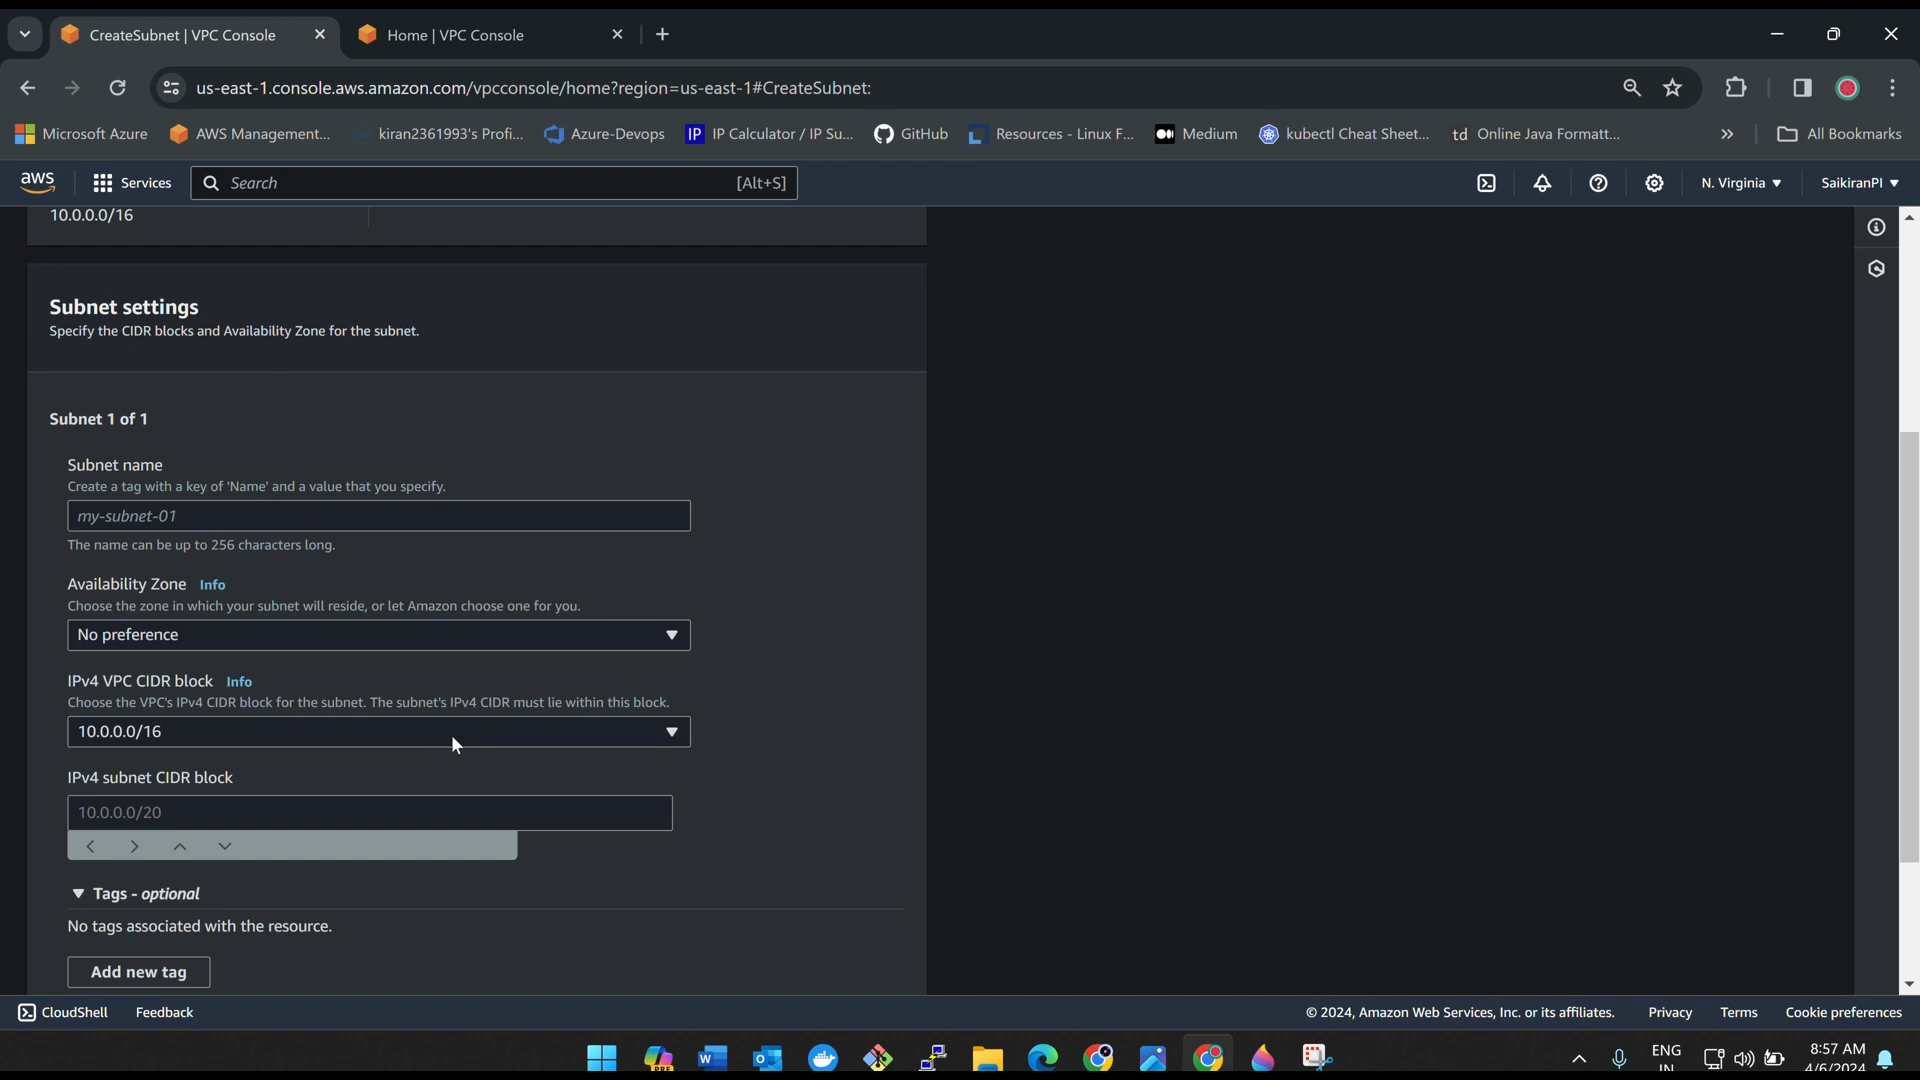 CreateSubnet | VPC Console
Home | VPC Console
us-east-1.console.aws.amazon.com/vpcconsole/home?region=us-east-1#CreateSubnet:
Microsoft Azure
AWS Management...
kiran2361993's Profi...
Azure-Devops
IP
IP Calculator / IP Su...
GitHub
Resources - Linux F...
Medium
kubectl Cheat Sheet...
td
Online Java Formatt...
All Bookmarks
aws
Services
Search
[Alt+S]
N. Virginia
SaikiranPI
10.0.0.0/16
Subnet settings
Specify the CIDR blocks and Availability Zone for the subnet.
Subnet 1 of 1
Subnet name
Create a tag with a key of 'Name' and a value that you specify.
my-subnet-01
The name can be up to 256 characters long.
Availability Zone Info
Choose the zone in which your subnet will reside, or let Amazon choose one for you.
No preference
IPv4 VPC CIDR block Info
Choose the VPC's IPv4 CIDR block for the subnet. The subnet's IPv4 CIDR must lie within this block.
10.0.0.0/16
IPv4 subnet CIDR block
10.0.0.0/20
Tags - optional
No tags associated with the resource.
Add new tag
CloudShell
Feedback
© 2024, Amazon Web Services, Inc. or its affiliates.
Privacy
Terms
Cookie preferences
PRE
ENG
IN
8:57 AM
4/6/2024